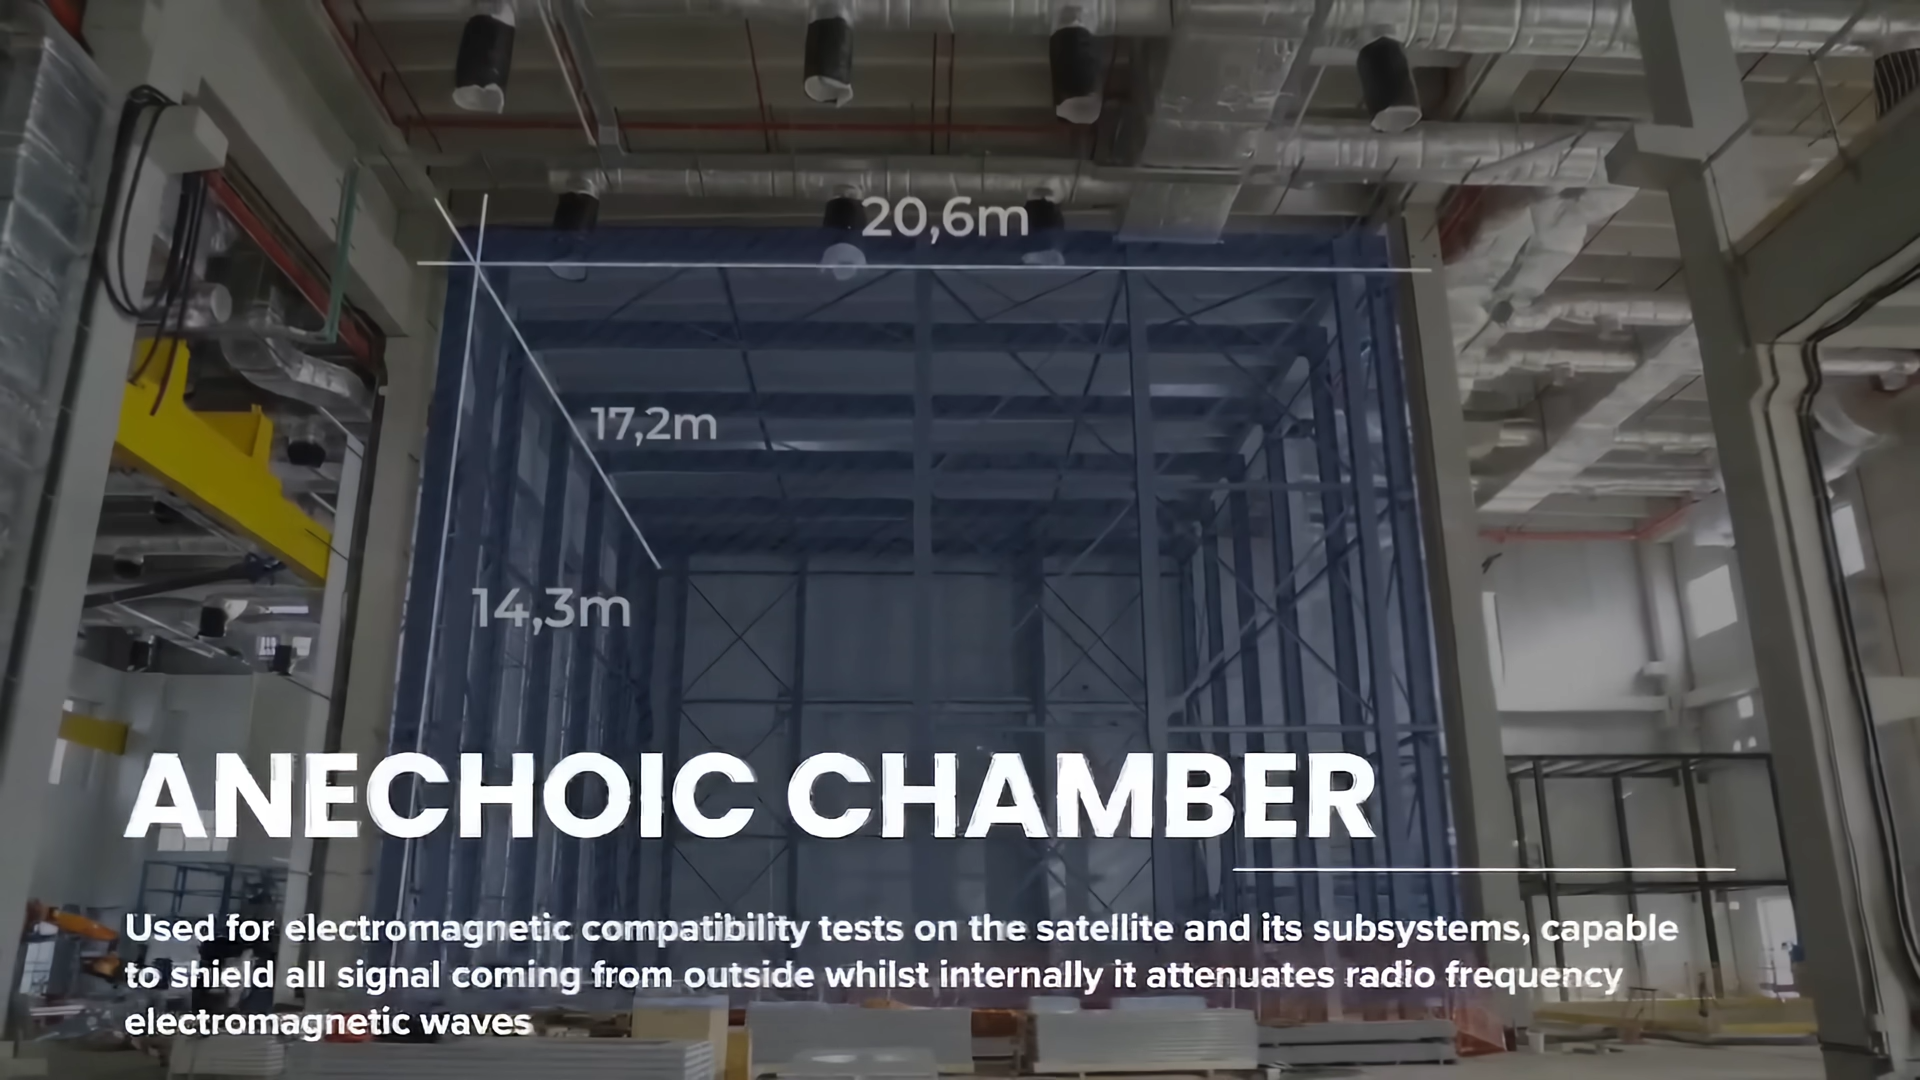 20,6m
17,2m
14,3m
ANECHOIC CHAMBER
Used for electromagnetic compatibility tests on the satellite and its subsystems, capable
to shield all signal coming from outside whilst internally it attenuates radio frequency
electromagnetic waves